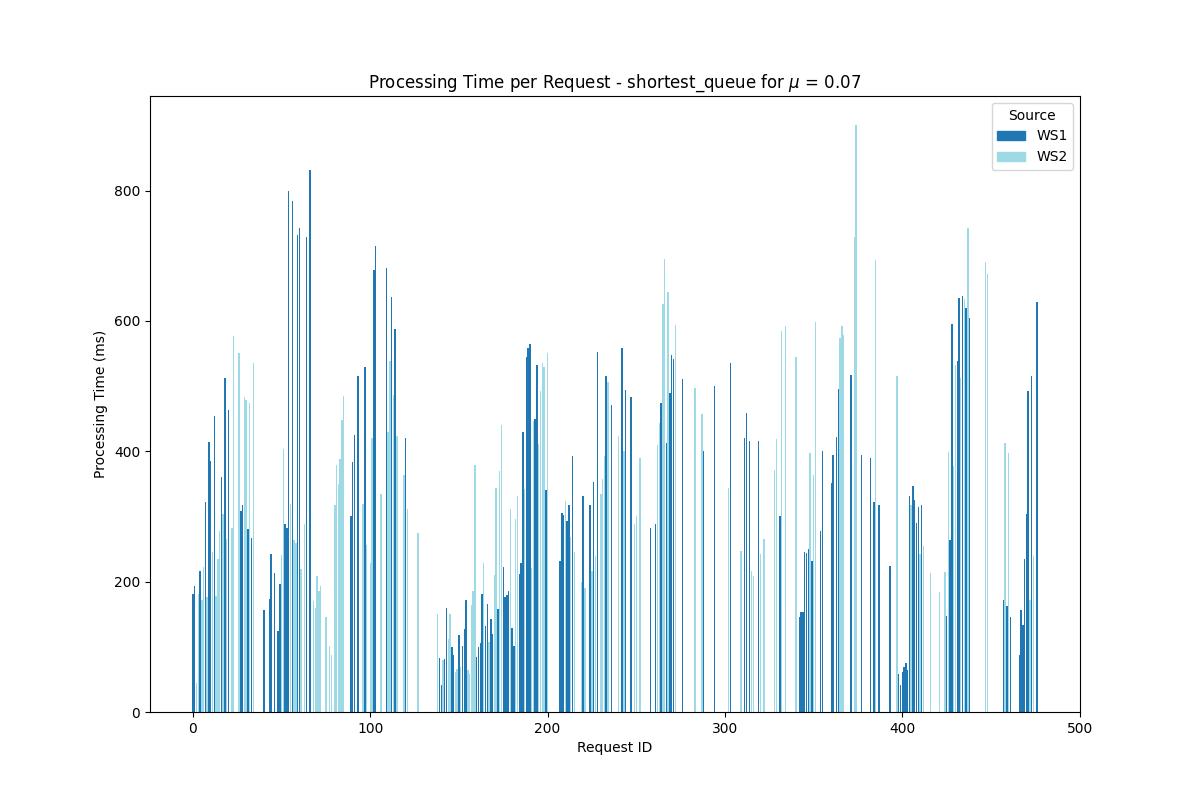 Processing Time per Request - shortest_queue for μ = 0.07
Source
WS1
WS2
Processing Time (ms)
800
600
400
200
0
0 100 200 300 400 500
Request ID